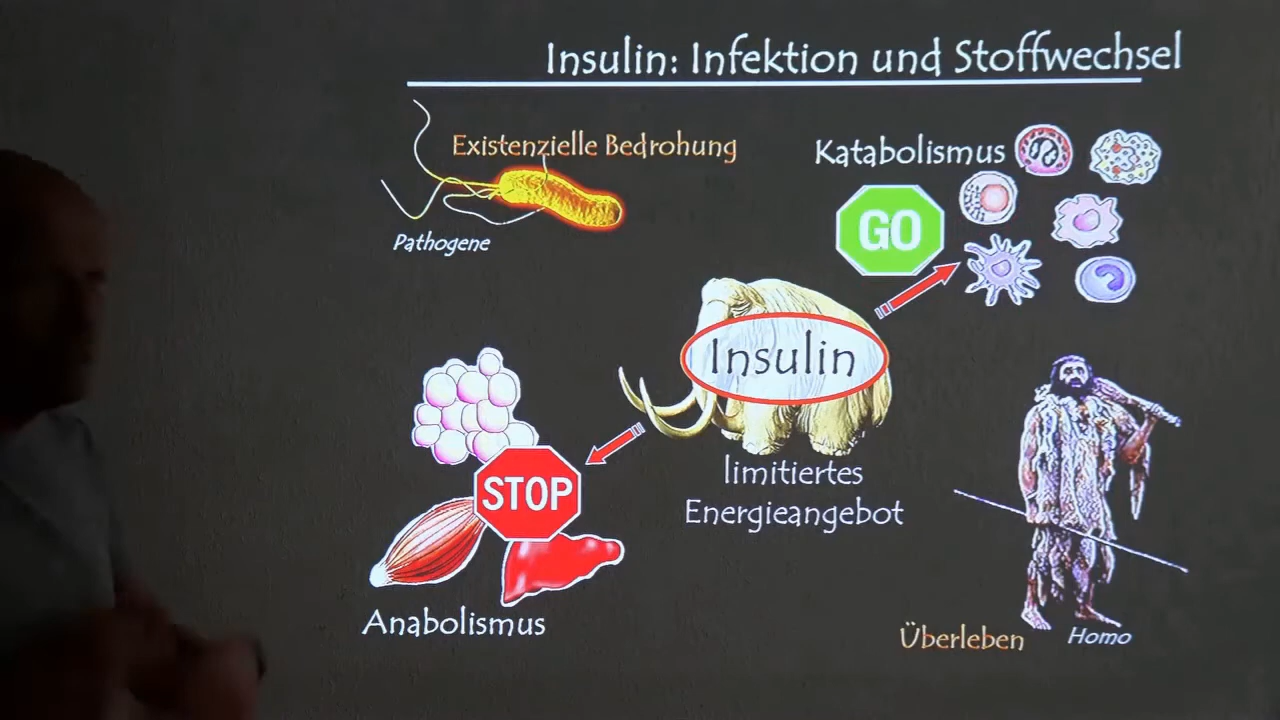 Insulin: Infektion und Stoffwechsel
Existenzielle Bedrohung
Pathogene
Katabolismus
GO
Insulin
limitiertes
Energieangebot
STOP
Anabolismus
Überleben
Homo